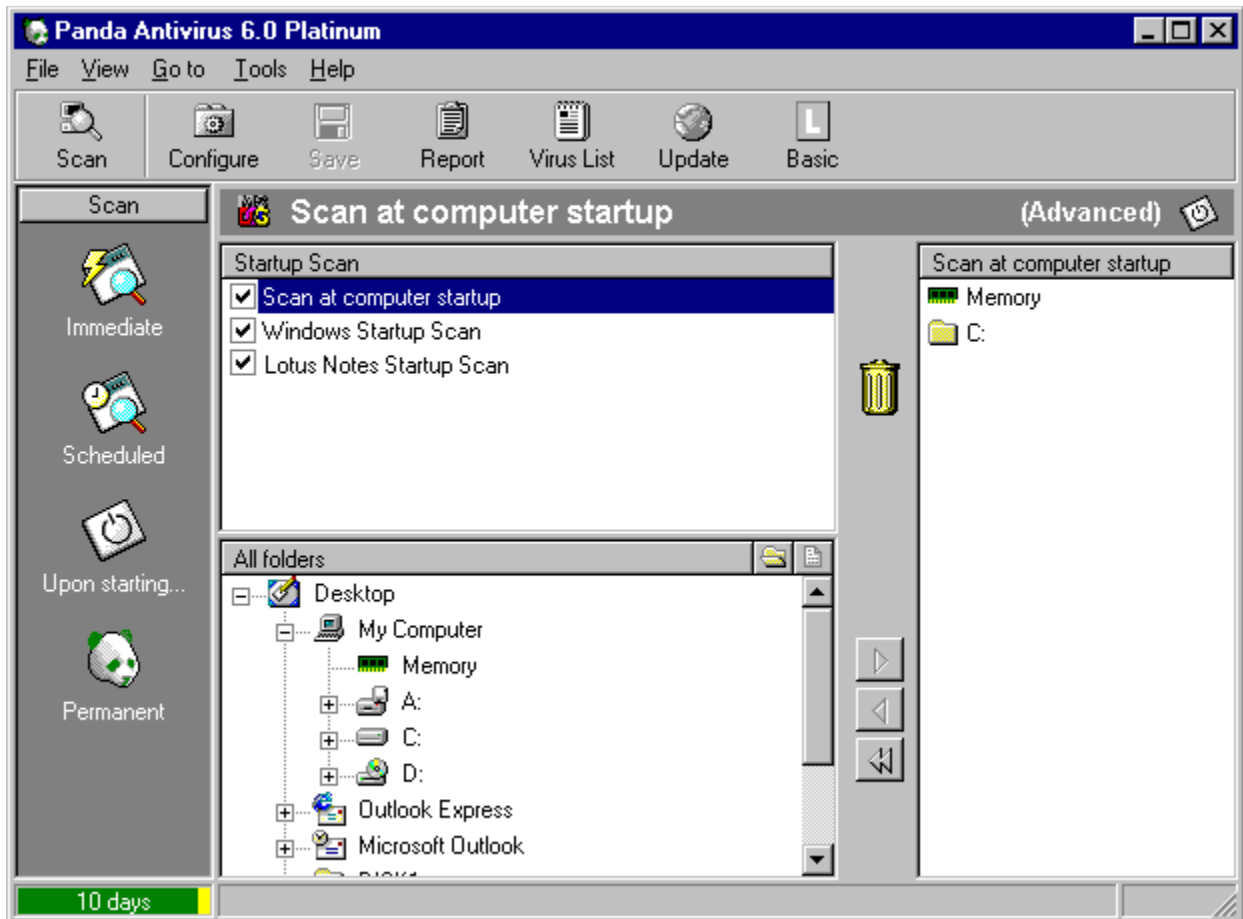 Panda Antivirus 6.0 Platinum
File View Go to Tools Help
Scan Configure Save Report Virus List Update L Basic
Scan
Immediate
Scheduled
Upon starting...
Permanent
Scan at computer startup (Advanced)
Startup Scan
Scan at computer startup
Windows Startup Scan
Lotus Notes Startup Scan
All folders
Desktop
My Computer
Memory
A:
C:
D:
Outlook Express
Microsoft Outlook
Scan at computer startup
Memory
C:
10 days